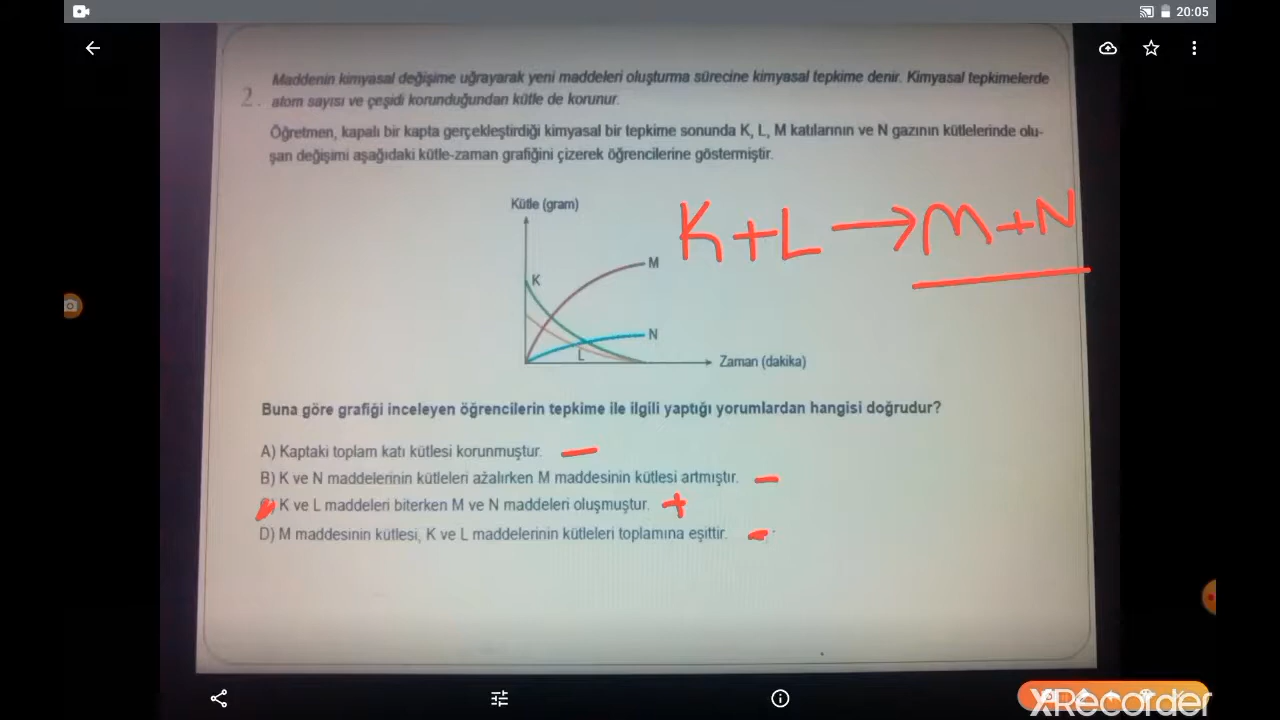 20:05
Maddenin kimyasal değişime uğrayarak yeni maddeleri oluşturma sürecine kimyasal tepkime denir. Kimyasal tepkimelerde
2. atom sayısı ve çeşidi korunduğundan kütle de korunur.
Öğretmen, kapalı bir kapta gerçekleştirdiği kimyasal bir tepkime sonunda K, L, M katılarının ve N gazının kütlelerinde olu-
şan değişimi aşağıdaki kütle-zaman grafiğini çizerek öğrencilerine göstermiştir.
Kütle (gram)
K+L→M+N
M
K
N
L
Zaman (dakika)
Buna göre grafiği inceleyen öğrencilerin tepkime ile ilgili yaptığı yorumlardan hangisi doğrudur?
A) Kaptaki toplam katı kütlesi korunmuştur. –
B) K ve N maddelerinin kütleleri ažalırken M maddesinin kütlesi artmıştır. –
) K ve L maddeleri biterken M ve N maddeleri oluşmuştur. +
D) M maddesinin kütlesi, K ve L maddelerinin kütleleri toplamına eşittir. –
XRecorder